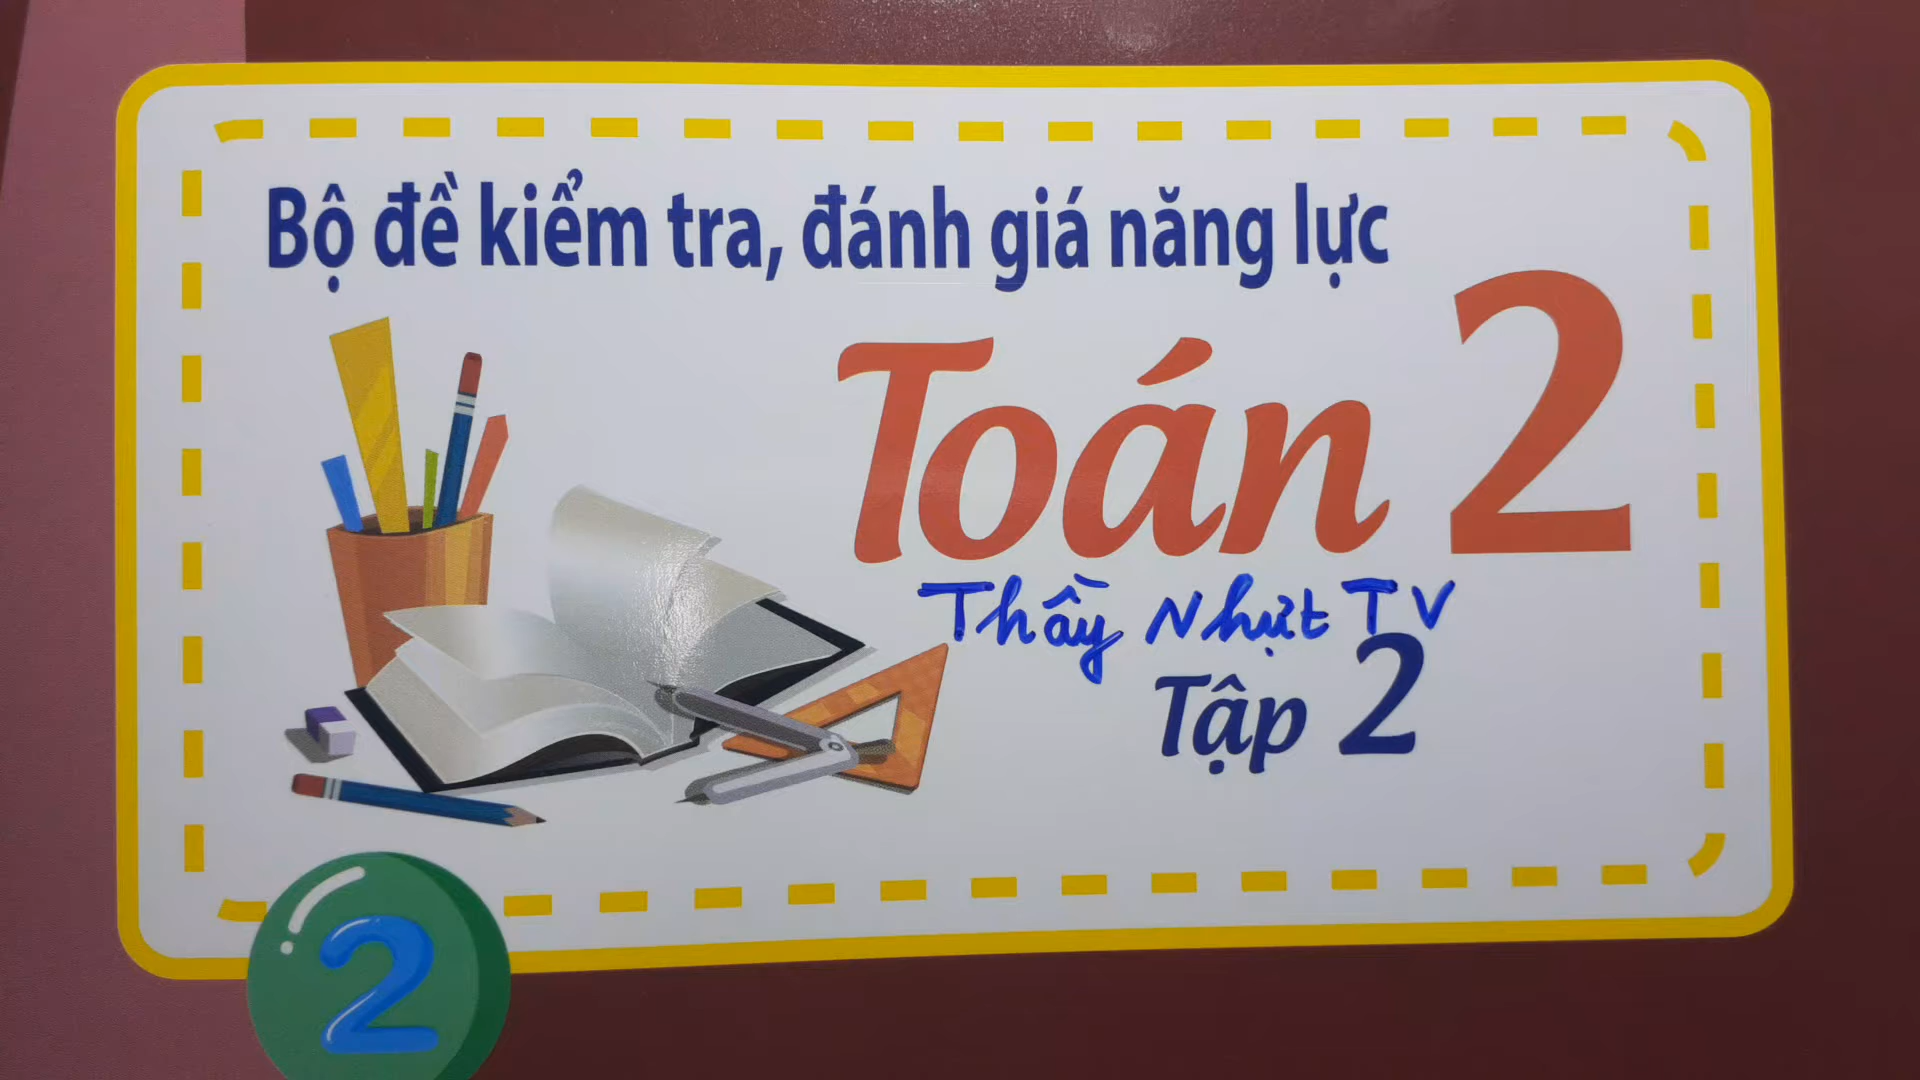 Bộ đề kiểm tra, đánh giá năng lực
Toán 2
Thầy Nhựt TV
Tập 2
2